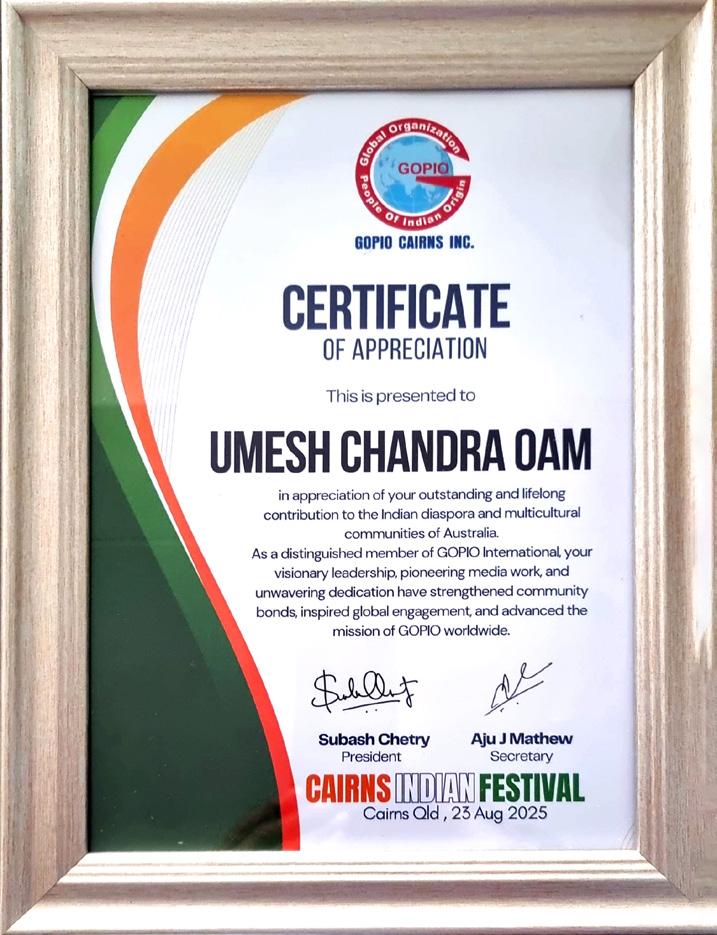 Global Organization
GOPIO
People Of Indian Origin
GOPIO CAIRNS INC.
CERTIFICATE
OF APPRECIATION
This is presented to
UMESH CHANDRA OAM
in appreciation of your outstanding and lifelong
contribution to the Indian diaspora and multicultural
communities of Australia.
As a distinguished member of GOPIO International, your
visionary leadership, pioneering media work, and
unwavering dedication have strengthened community
bonds, inspired global engagement, and advanced the
mission of GOPIO worldwide.
Subash Chetry Aju J Mathew
President Secretary
CAIRNS INDIAN FESTIVAL
Cairns Qld , 23 Aug 2025